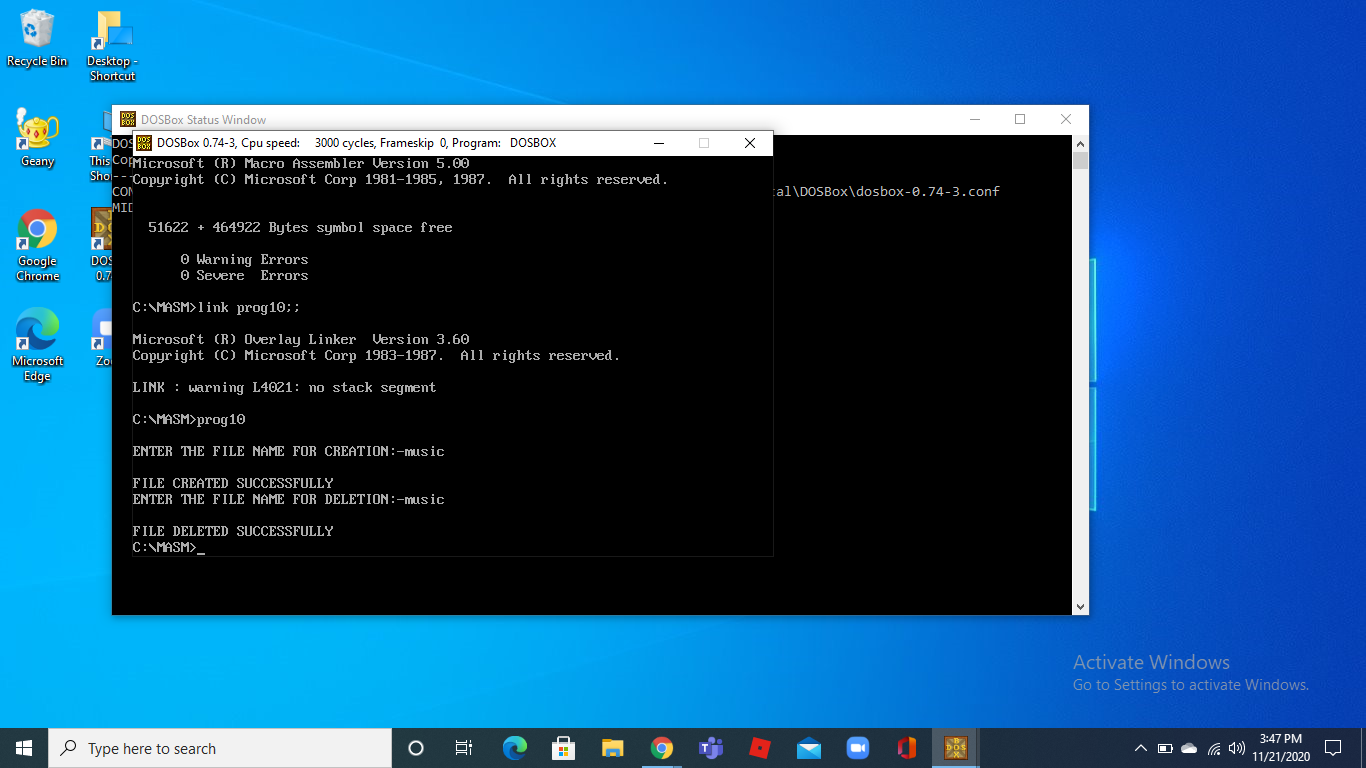 Recycle Bin
Desktop -
Shortcut
Geany
This
Sho
Google
Chrome
DOS
0.7
Microsoft
Edge
Zo
DOSBox Status Window
DOS
Cop
--
CON
al\DOSBox\dosbox-0.74-3.conf
MID
DOSBox 0.74-3, Cpu speed: 3000 cycles, Frameskip 0, Program: DOSBOX
Microsoft (R) Macro Assembler Version 5.00
Copyright (C) Microsoft Corp 1981-1985, 1987. All rights reserved.
51622 + 464922 Bytes symbol space free
0 Warning Errors
0 Severe Errors
C:\MASM>link prog10;;
Microsoft (R) Overlay Linker Version 3.60
Copyright (C) Microsoft Corp 1983-1987. All rights reserved.
LINK : warning L4021: no stack segment
C:\MASM>prog10
ENTER THE FILE NAME FOR CREATION:-music
FILE CREATED SUCCESSFULLY
ENTER THE FILE NAME FOR DELETION:-music
FILE DELETED SUCCESSFULLY
C:\MASM>_
Activate Windows
Go to Settings to activate Windows.
Type here to search
3:47 PM
11/21/2020